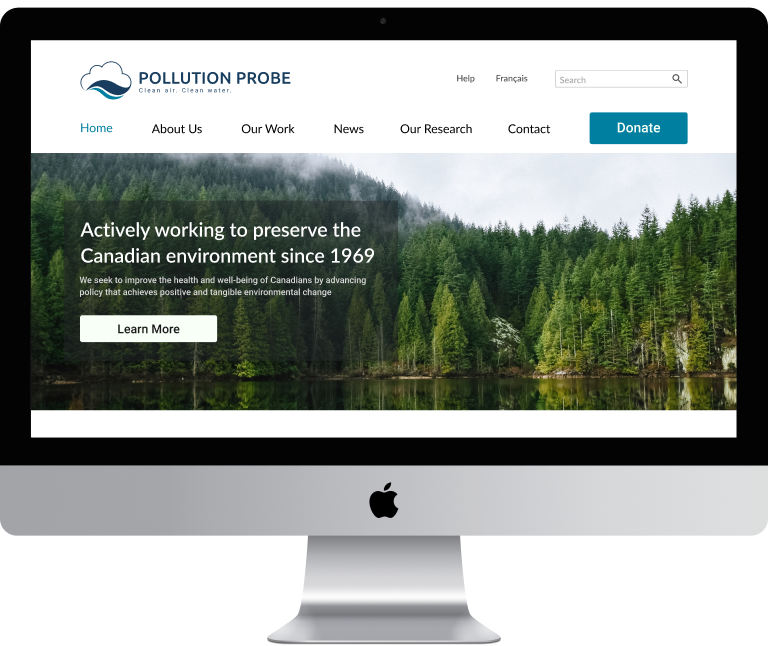 POLLUTION PROBE
Clean air. Clean water.
Help Français Search
Home About Us Our Work News Our Research Contact Donate
Actively working to preserve the
Canadian environment since 1969
We seek to improve the health and well-being of Canadians by advancing
policy that achieves positive and tangible environmental change
Learn More